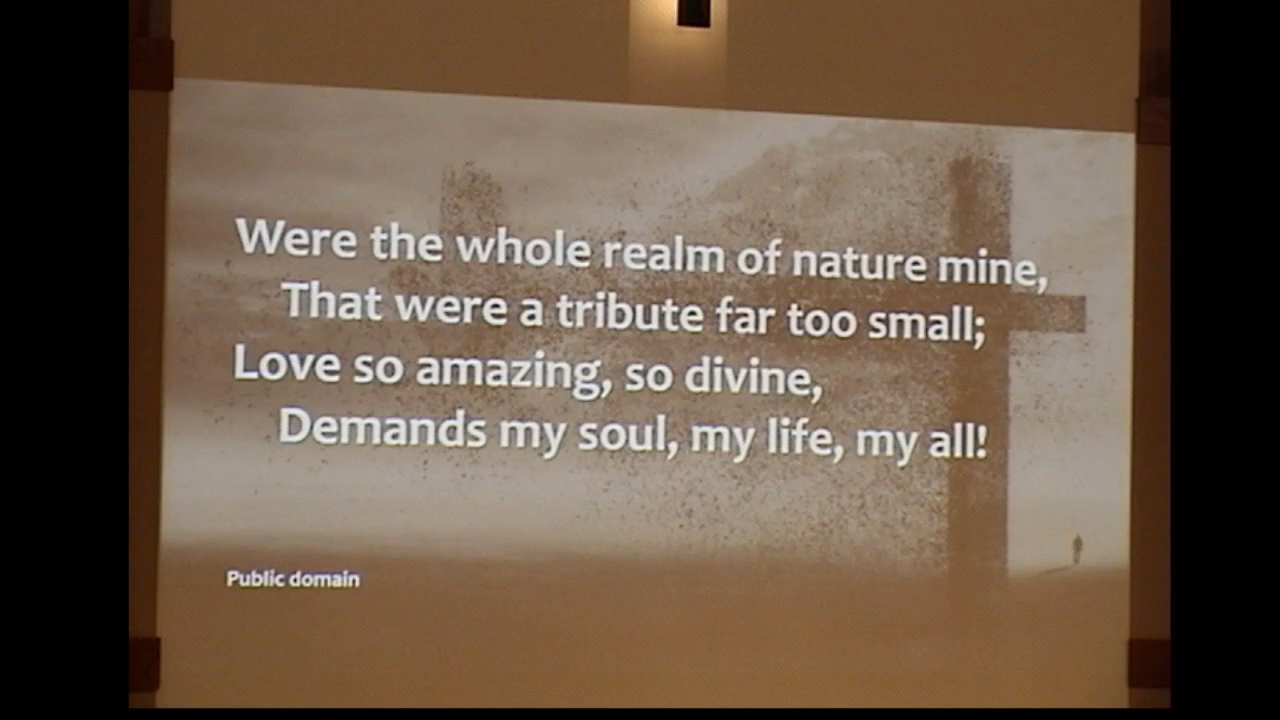 Were the whole realm of nature mine,
That were a tribute far too small;
Love so amazing, so divine,
Demands my soul, my life, my all!
Public domain